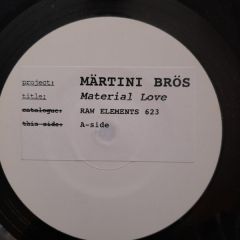 project: MÄRTINI BRÖS
title: Material Love
catalogue: RAW ELEMENTS 623
this side: A-side